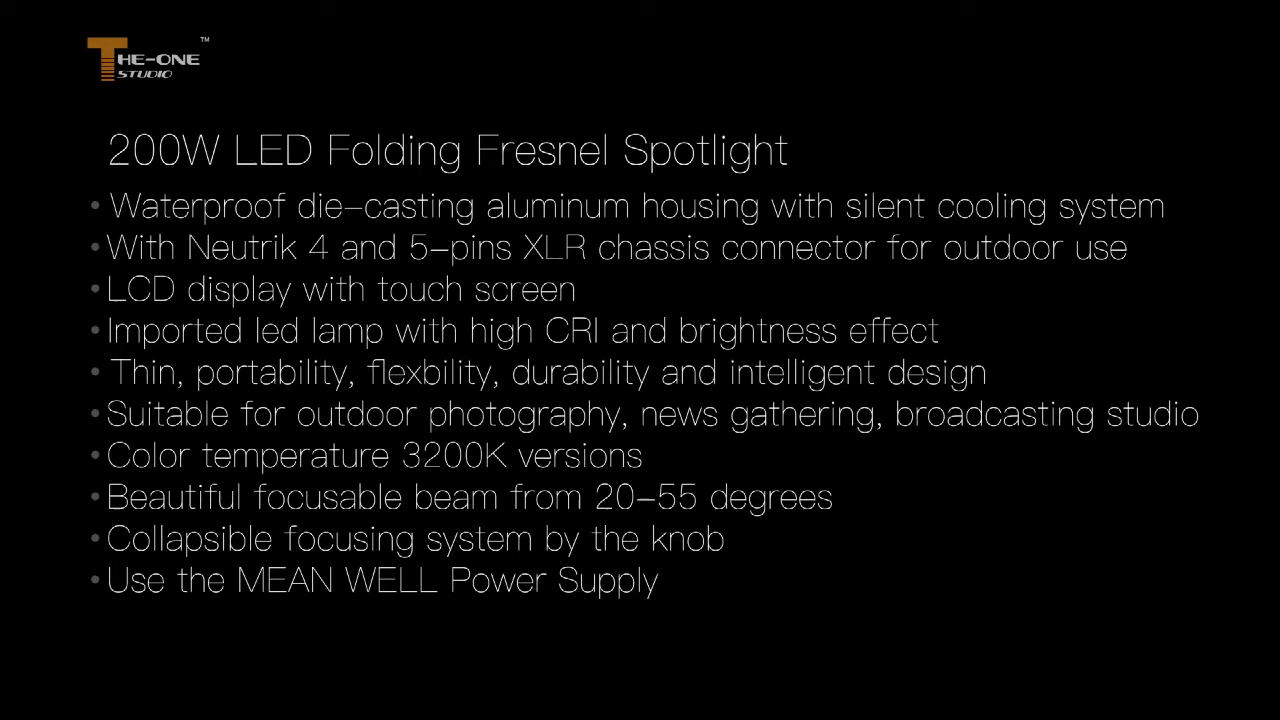 THE-ONE ™
STUDIO
200W LED Folding Fresnel Spotlight
• Waterproof die-casting aluminum housing with silent cooling system
• With Neutrik 4 and 5-pins XLR chassis connector for outdoor use
• LCD display with touch screen
• Imported led lamp with high CRI and brightness effect
• Thin, portability, flexbility, durability and intelligent design
• Suitable for outdoor photography, news gathering, broadcasting studio
• Color temperature 3200K versions
• Beautiful focusable beam from 20-55 degrees
• Collapsible focusing system by the knob
• Use the MEAN WELL Power Supply